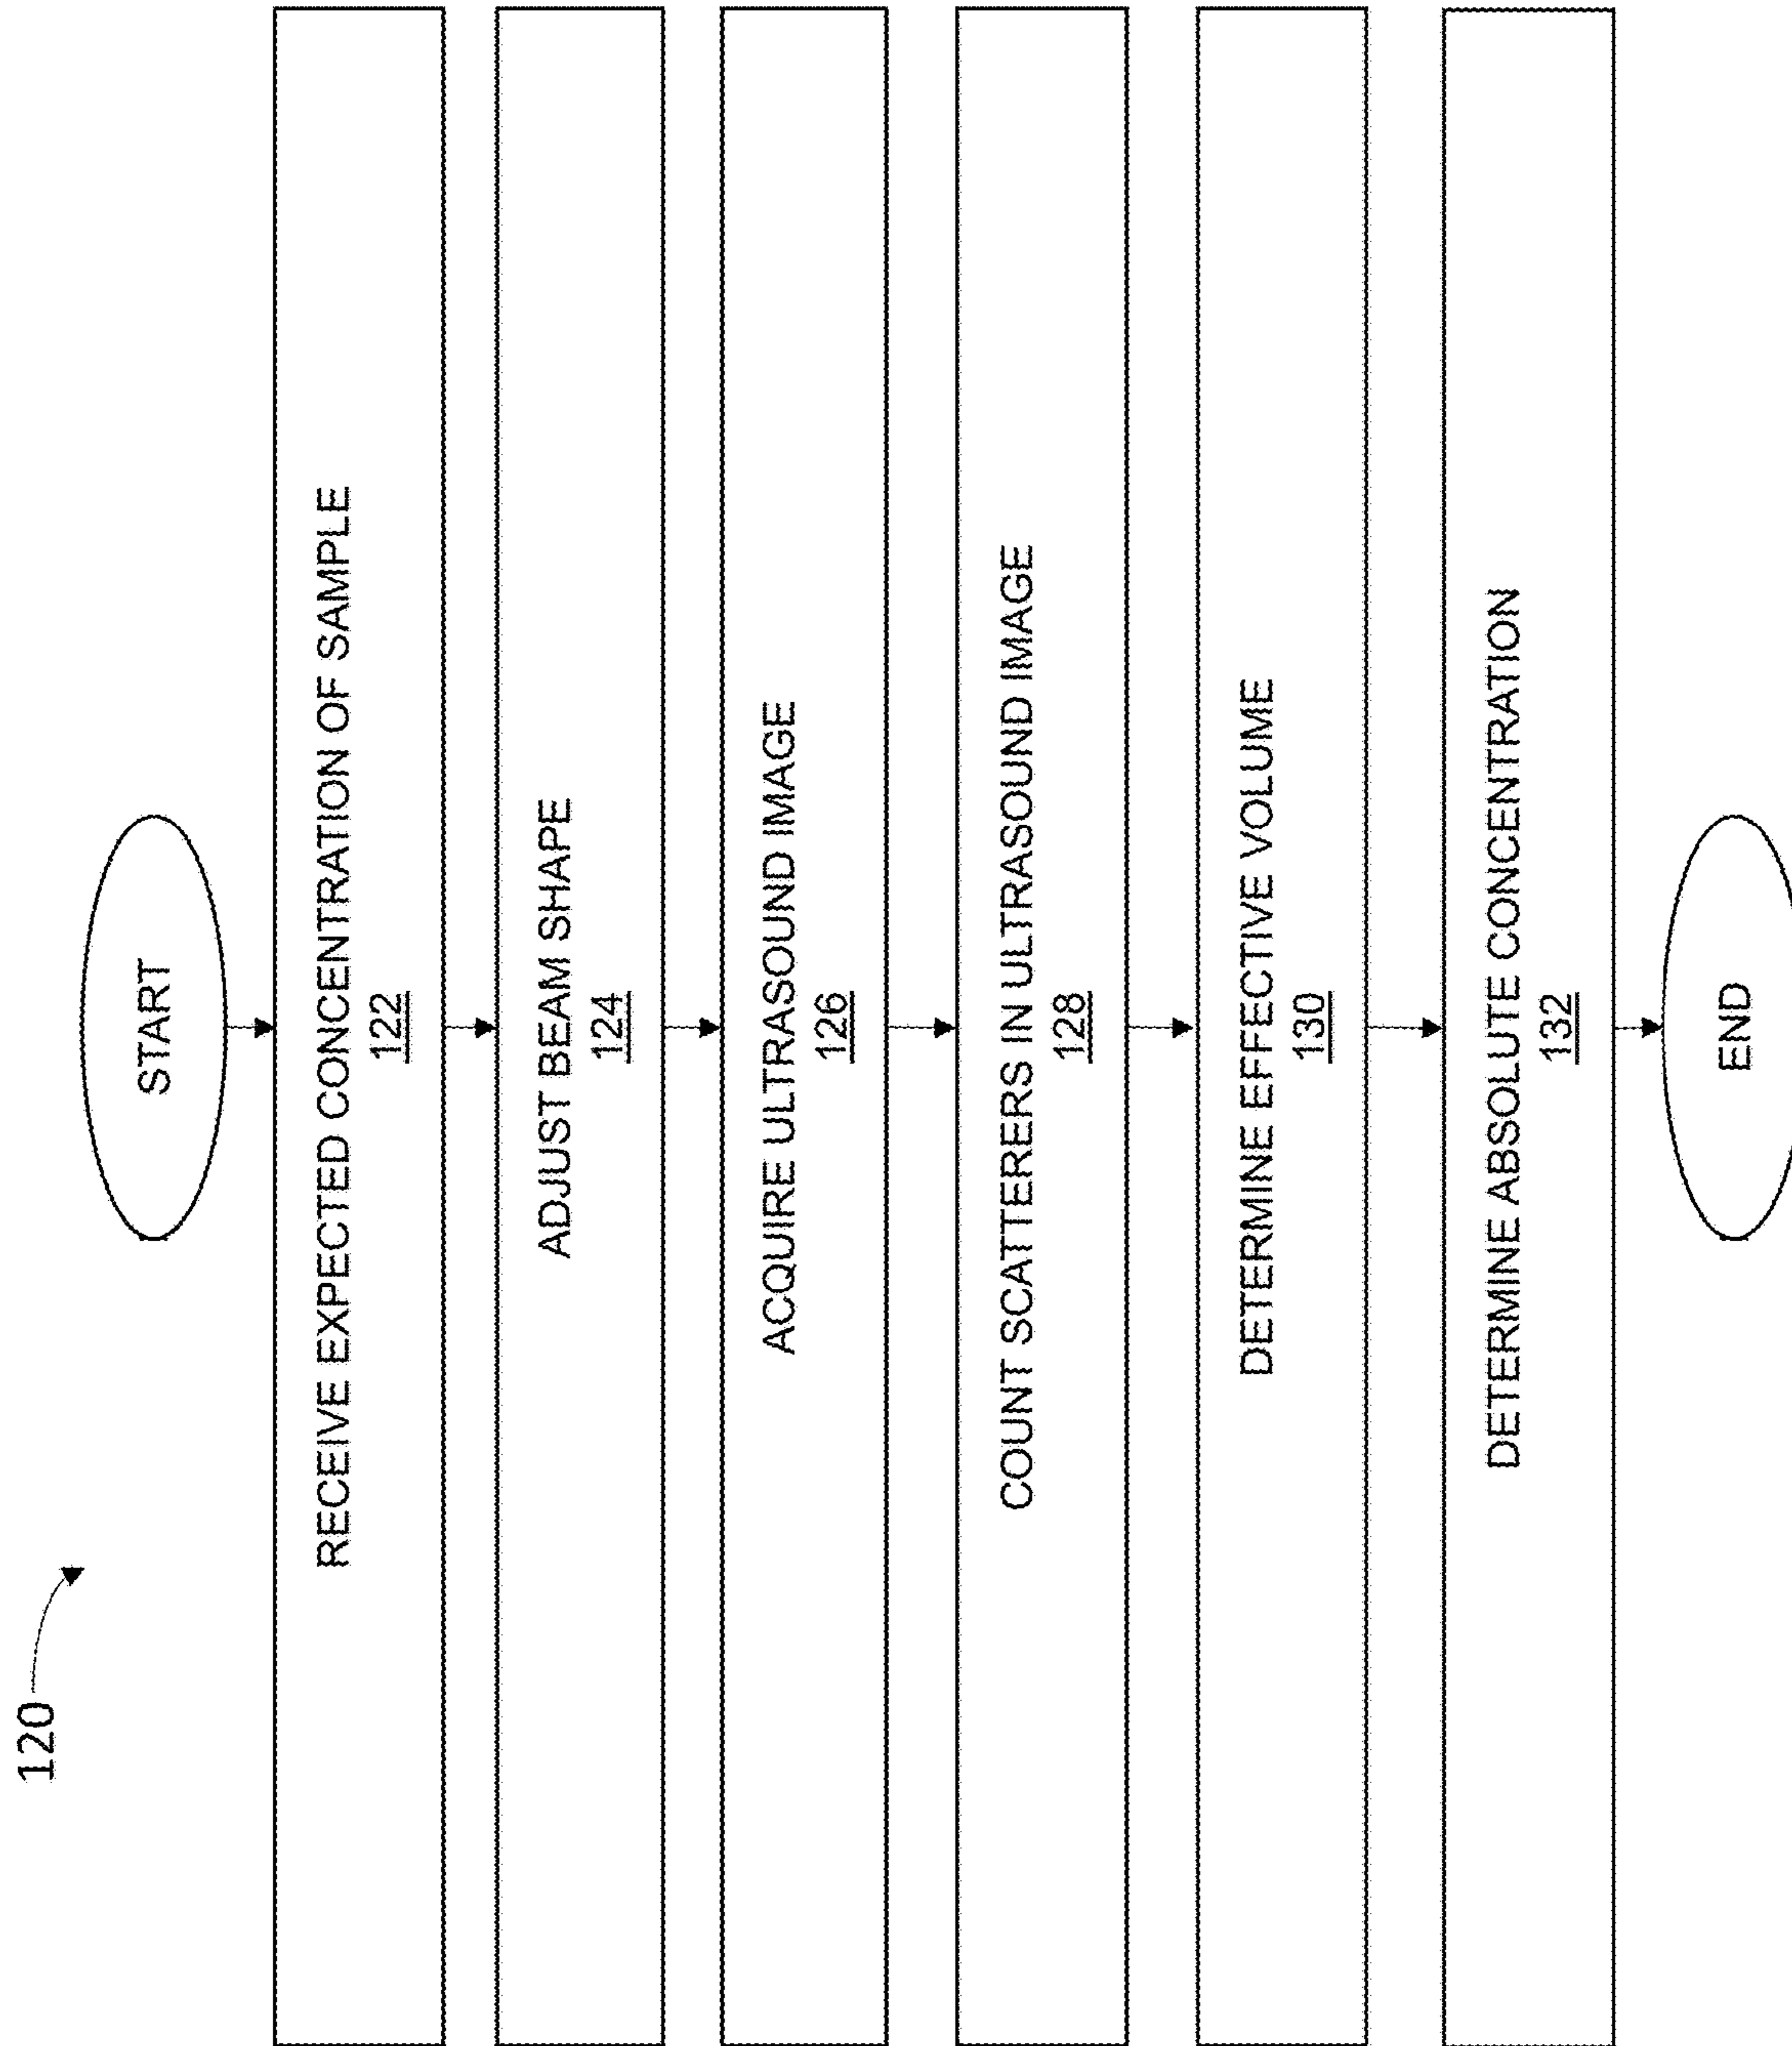 120
START
RECEIVE EXPECTED CONCENTRATION OF SAMPLE
122
ADJUST BEAM SHAPE
124
ACQUIRE ULTRASOUND IMAGE
126
COUNT SCATTERERS IN ULTRASOUND IMAGE
128
DETERMINE EFFECTIVE VOLUME
130
DETERMINE ABSOLUTE CONCENTRATION
132
END